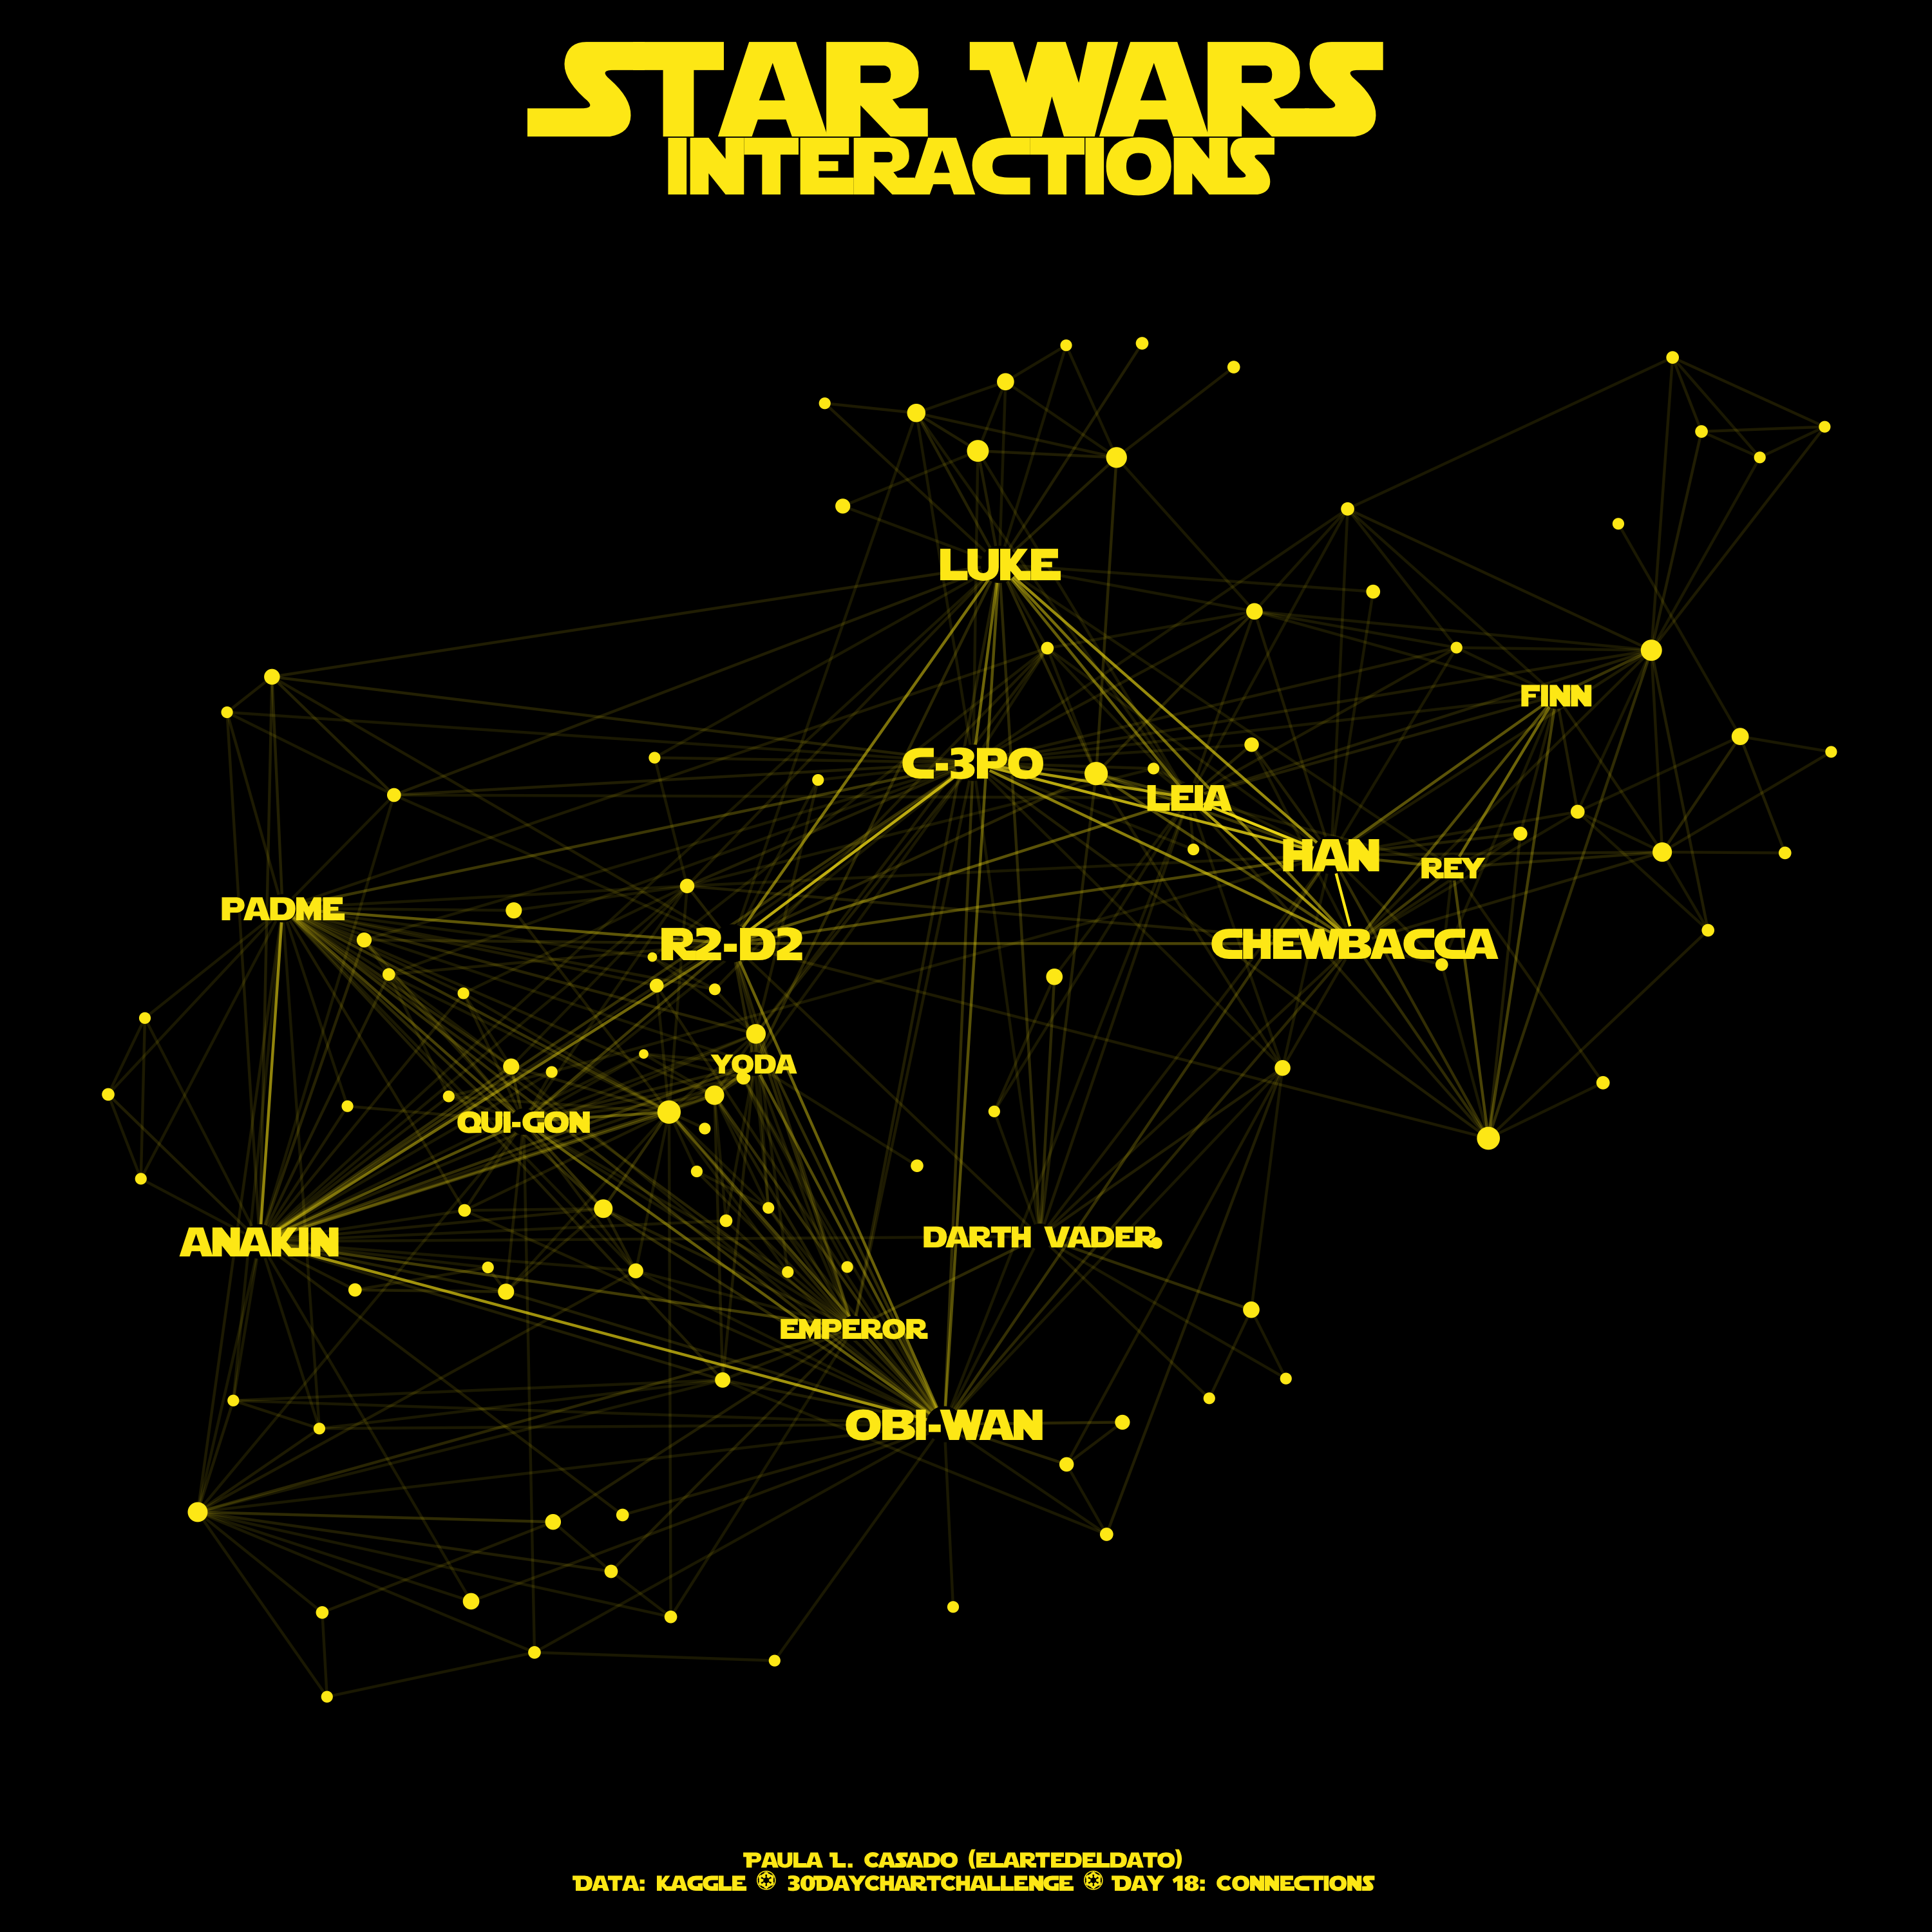 STAR WARS
INTERACTIONS
LUKE
FINN
C-3PO
LEIA
HAN
REY
PADME
R2-D2
CHEWBACCA
YODA
QUI-GON
ANAKIN
DARTH VADER
EMPEROR
OBI-WAN
PAULA L. CASADO (ELARTEDELDATO)
DATA: KAGGLE 30DAYCHARTCHALLENGE DAY 18: CONNECTIONS